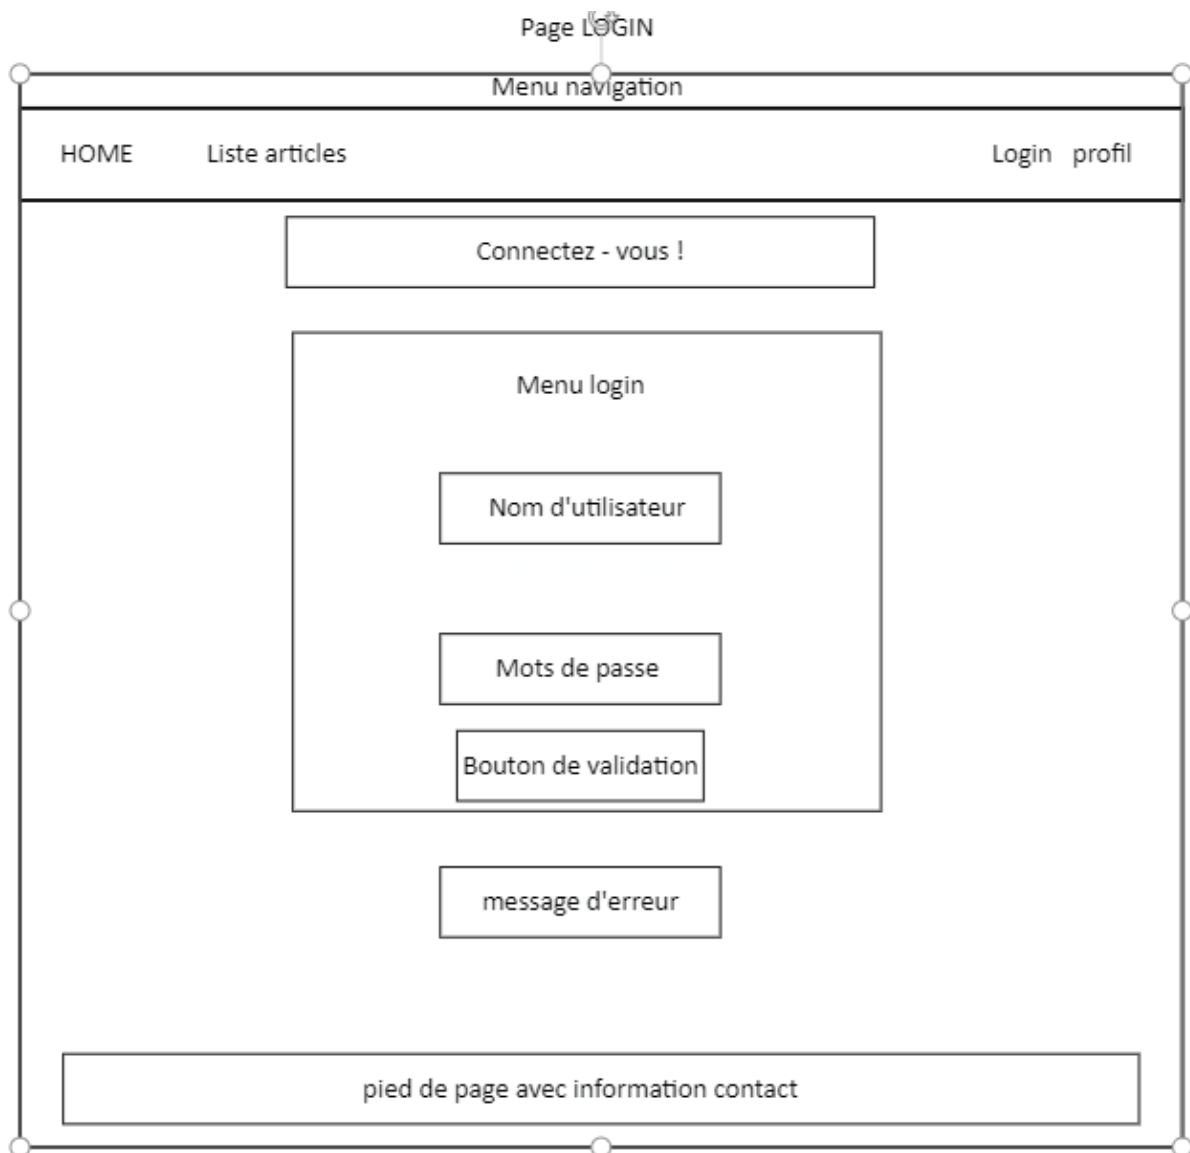 Page LOGIN
Menu navigation
HOME Liste articles Login profil
Connectez - vous !
Menu login
Nom d'utilisateur
Mots de passe
Bouton de validation
message d'erreur
pied de page avec information contact